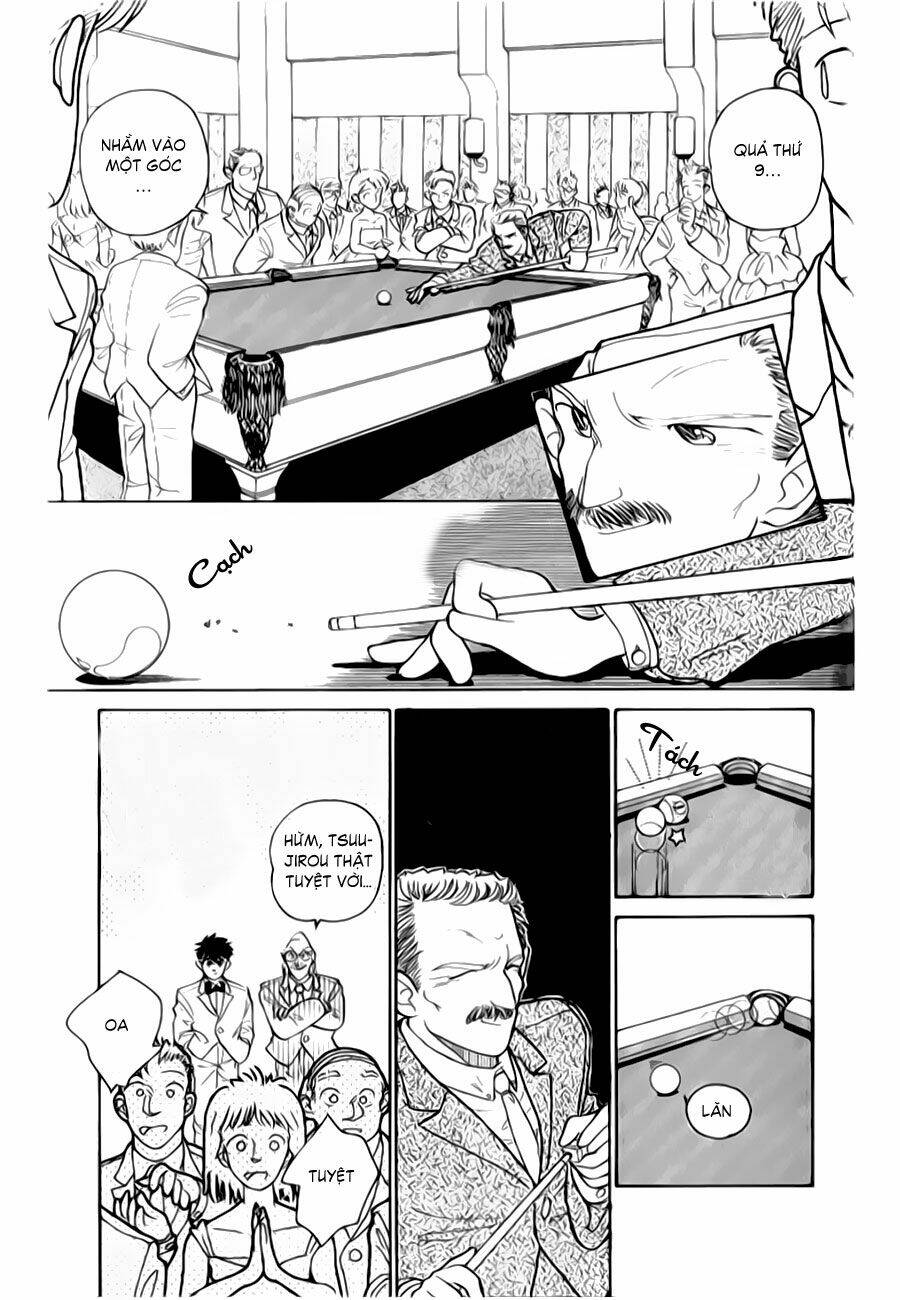 QUẢ THỨ
9...
NHẮM VÀO
MỘT GÓC
...
Cạch
Tách
LĂN
HỪM, TSUU-
JIROU THẬT
TUYỆT VỜI...
OA
TUYỆT